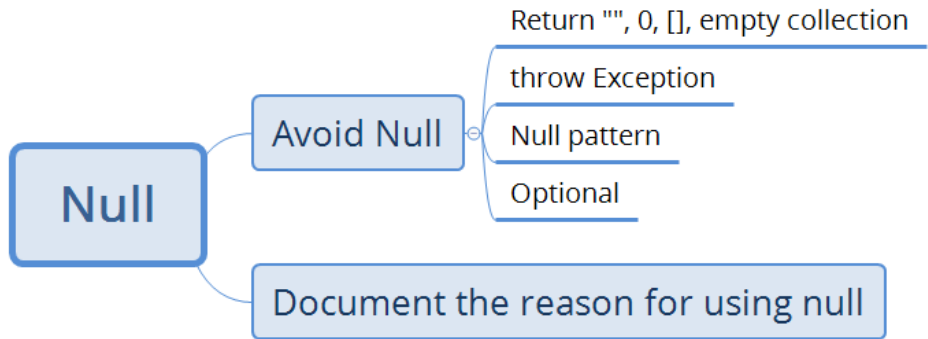 Null
Avoid Null
Return "", 0, [], empty collection
throw Exception
Null pattern
Optional
Document the reason for using null